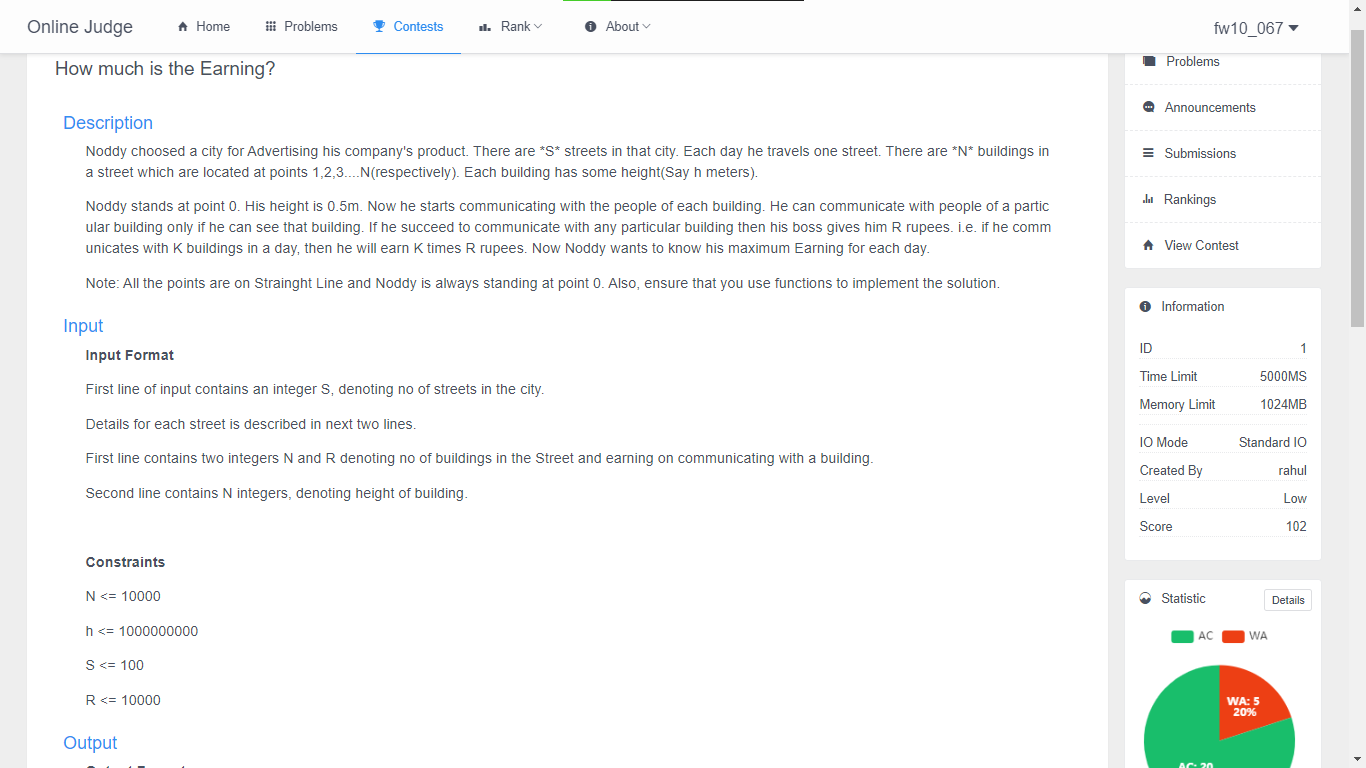 Online Judge
Home
Problems
Contests
Rank
About
fw10_067
How much is the Earning?
Description
Noddy choosed a city for Advertising his company's product. There are *S* streets in that city. Each day he travels one street. There are *N* buildings in
a street which are located at points 1,2,3....N(respectively). Each building has some height(Say h meters).
Noddy stands at point 0. His height is 0.5m. Now he starts communicating with the people of each building. He can communicate with people of a partic
ular building only if he can see that building. If he succeed to communicate with any particular building then his boss gives him R rupees. i.e. if he comm
unicates with K buildings in a day, then he will earn K times R rupees. Now Noddy wants to know his maximum Earning for each day.
Note: All the points are on Strainght Line and Noddy is always standing at point 0. Also, ensure that you use functions to implement the solution.
Input
Input Format
First line of input contains an integer S, denoting no of streets in the city.
Details for each street is described in next two lines.
First line contains two integers N and R denoting no of buildings in the Street and earning on communicating with a building.
Second line contains N integers, denoting height of building.
Constraints
N <= 10000
h <= 1000000000
S <= 100
R <= 10000
Output
Problems
Announcements
Submissions
Rankings
View Contest
Information
ID 1
Time Limit 5000MS
Memory Limit 1024MB
IO Mode Standard IO
Created By rahul
Level Low
Score 102
Statistic
Details
AC WA
WA: 5
20%
AC: 20